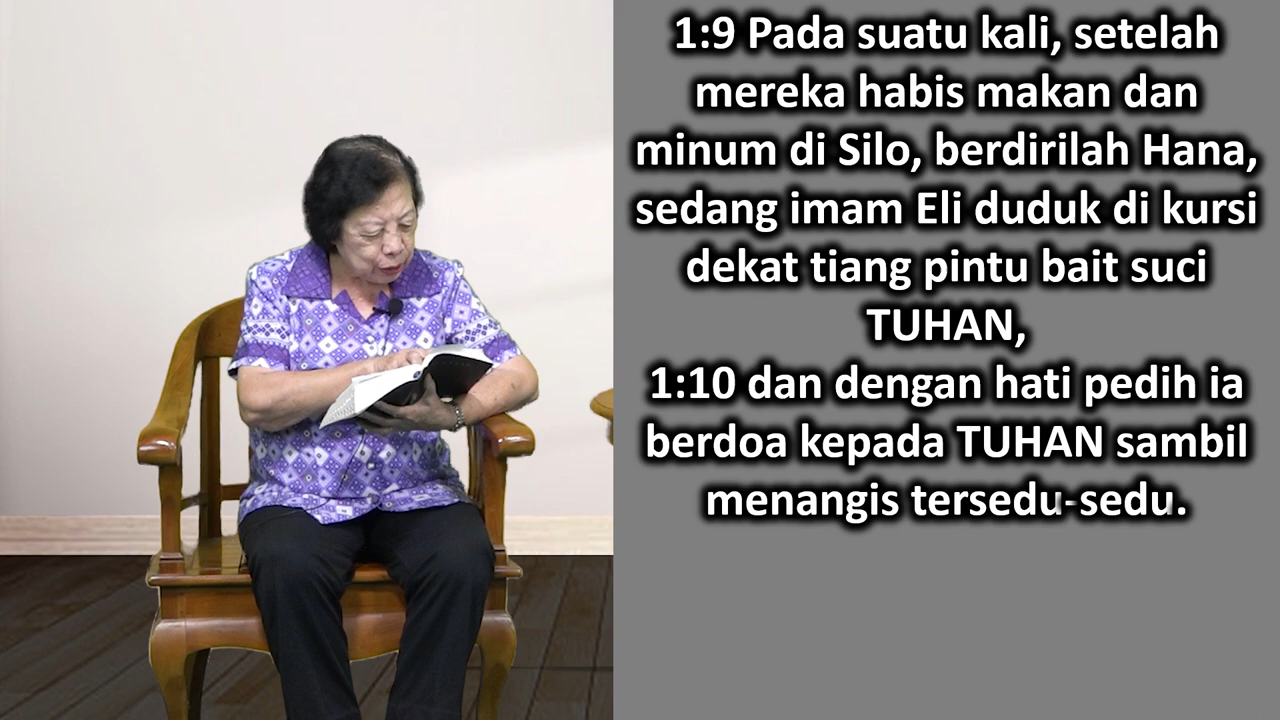 1:9 Pada suatu kali, setelah
mereka habis makan dan
minum di Silo, berdirilah Hana,
sedang imam Eli duduk di kursi
dekat tiang pintu bait suci
TUHAN,
1:10 dan dengan hati pedih ia
berdoa kepada TUHAN sambil
menangis tersedu-sedu.